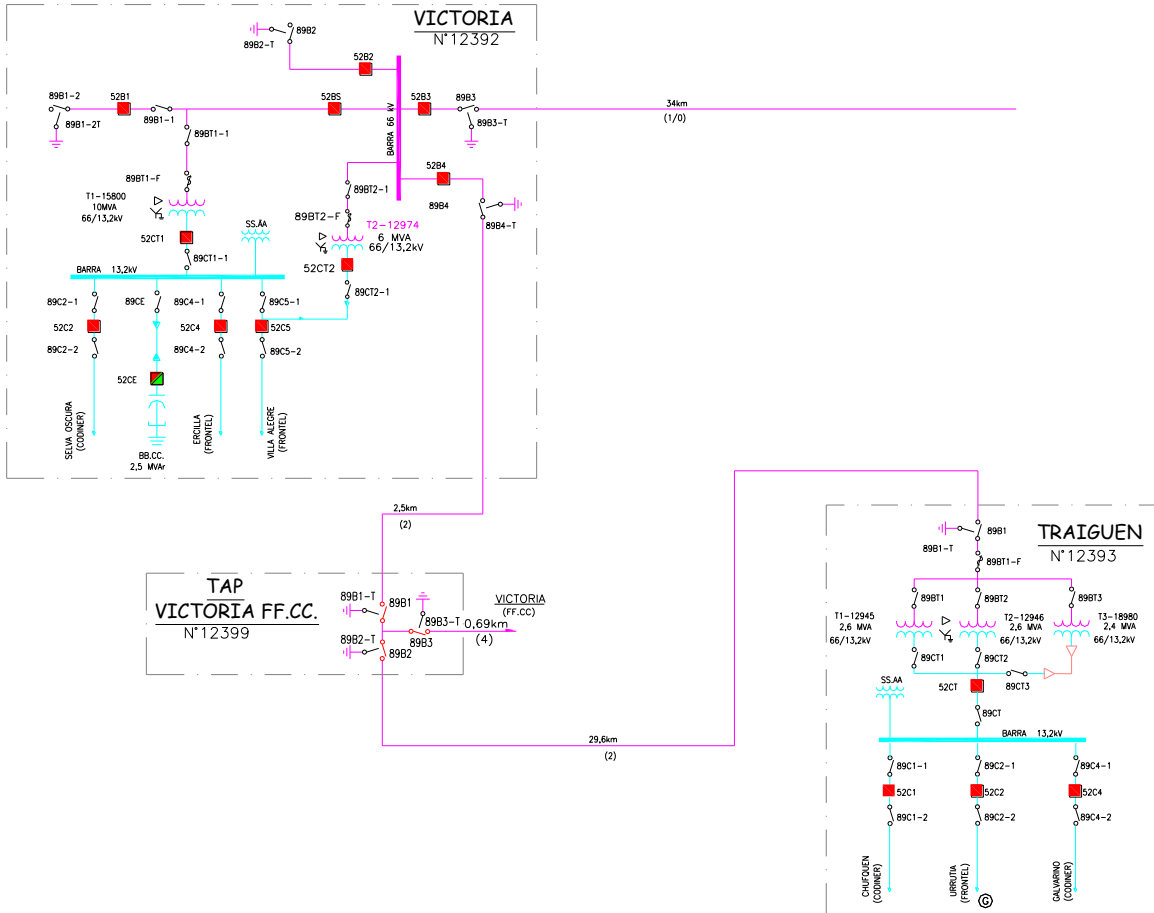 VICTORIA
N°12392
89B2
89B2-T
52B2
89B1-2
52B1
52BS
52B3
89B3
34km
89B1-2T
89B1-1
BARRA 66 kV
89B3-T
(1/0)
89BT1-1
52B4
89BT1-F
89BT2-1
89B4
T1-15800
10MVA
66/13,2kV
89BT2-F
T2-12974
6 MVA
66/13,2kV
89B4-T
SS.AA
52CT1
89CT1-1
52CT2
BARRA 13,2kV
89CT2-1
89C2-1
89CE
89C4-1
89C5-1
52C2
52C4
52C5
89C2-2
89C4-2
89C5-2
52CE
SELVA OSCURA
(CODINER)
ERCILLA
(FRONTEL)
VILLA ALEGRE
(FRONTEL)
BB.CC.
2,5 MVAr
2,5km
(2)
TAP
VICTORIA FF.CC.
N°12399
89B1-T
89B1
89B3-T
89B2-T
89B2
89B3
VICTORIA
(FF.CC)
0,69km
(4)
29,6km
(2)
TRAIGUEN
N°12393
89B1
89B1-T
89BT1-F
89BT1
89BT2
89BT3
T1-12945
2,6 MVA
66/13,2kV
T2-12946
2,6 MVA
66/13,2kV
T3-18980
2,4 MVA
66/13,2kV
89CT1
89CT2
SS.AA
52CT
89CT3
89CT
BARRA 13,2kV
89C1-1
89C2-1
89C4-1
52C1
52C2
52C4
89C1-2
89C2-2
89C4-2
CHUFQUEN
(CODINER)
URRUTIA
(FRONTEL)
GALVARINO
(CODINER)
G